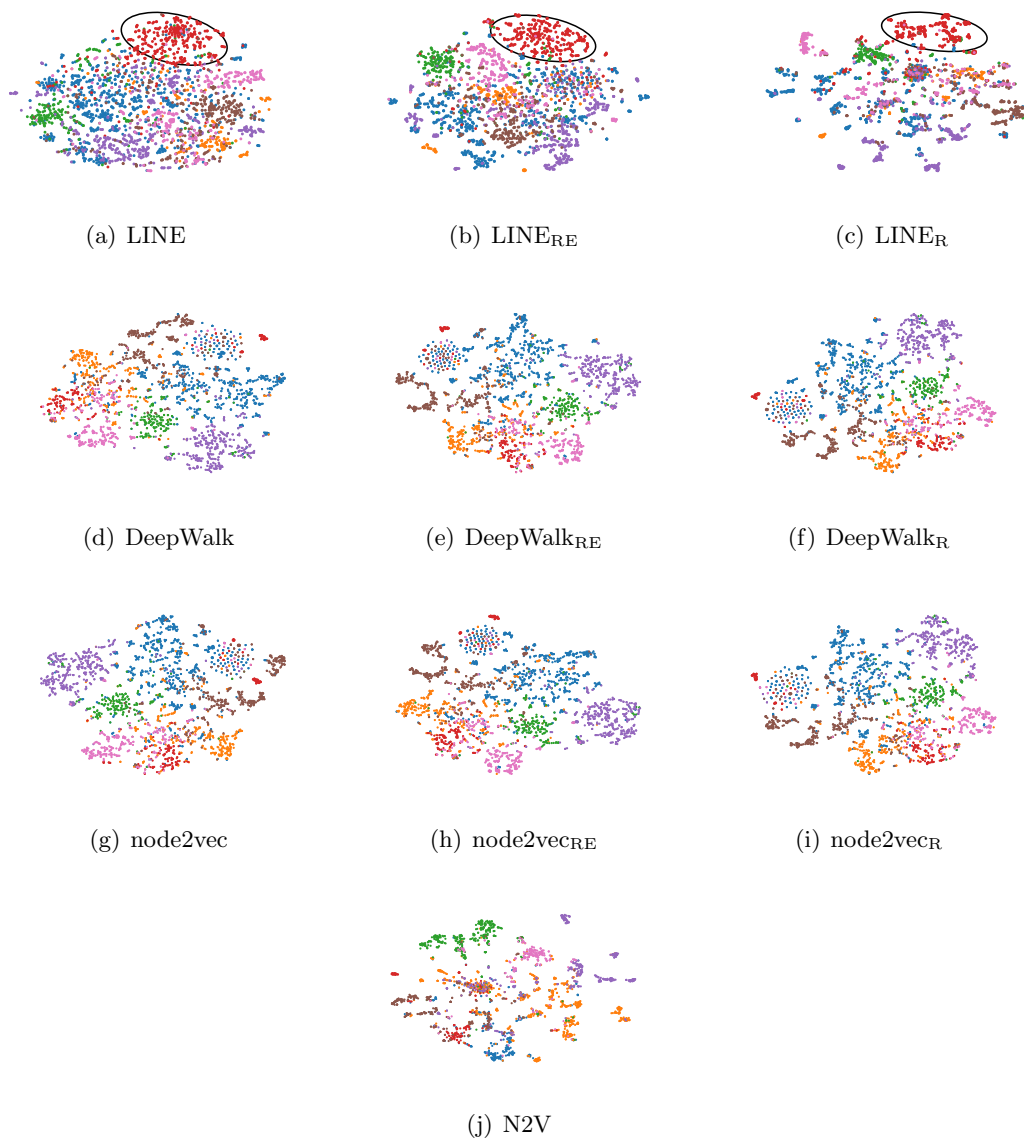 (a) LINE
(b) LINE_RE
(c) LINE_R
(d) DeepWalk
(e) DeepWalk_RE
(f) DeepWalk_R
(g) node2vec
(h) node2vec_RE
(i) node2vec_R
(j) N2V